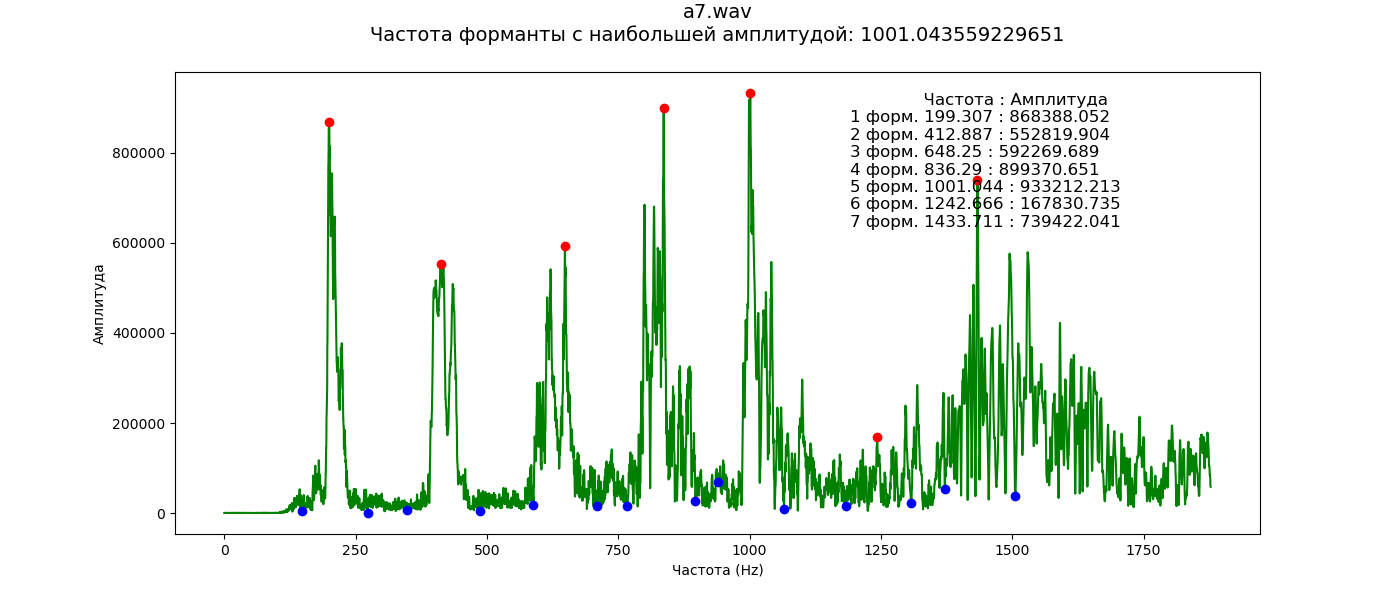 a7.wav
Частота форманты с наибольшей амплитудой: 1001.043559229651
Частота : Амплитуда
1 форм. 199.307 : 868388.052
2 форм. 412.887 : 552819.904
3 форм. 648.25 : 592269.689
4 форм. 836.29 : 899370.651
5 форм. 1001.044 : 933212.213
6 форм. 1242.666 : 167830.735
7 форм. 1433.711 : 739422.041
800000
600000
400000
200000
0
Амплитуда
0 250 500 750 1000 1250 1500 1750
Частота (Hz)